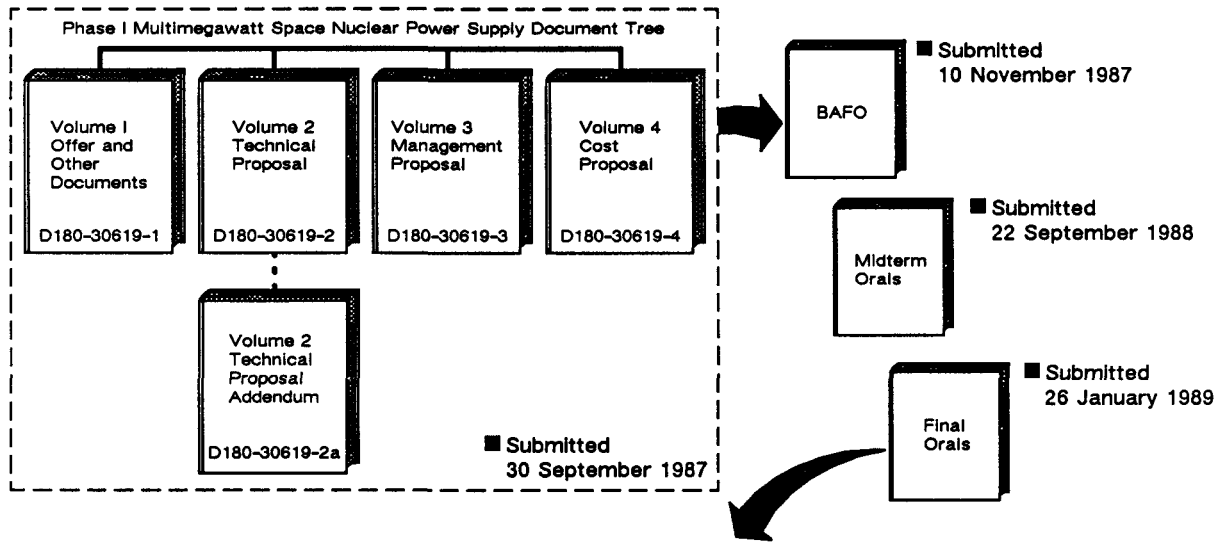 Phase I Multimegawatt Space Nuclear Power Supply Document Tree
Volume I
Offer and
Other
Documents
D180-30619-1
Volume 2
Technical
Proposal
D180-30619-2
Volume 3
Management
Proposal
D180-30619-3
Volume 4
Cost
Proposal
D180-30619-4
Volume 2
Technical
Proposal
Addendum
D180-30619-2a
Submitted
30 September 1987
BAFO
Submitted
10 November 1987
Midterm
Orals
Submitted
22 September 1988
Final
Orals
Submitted
26 January 1989